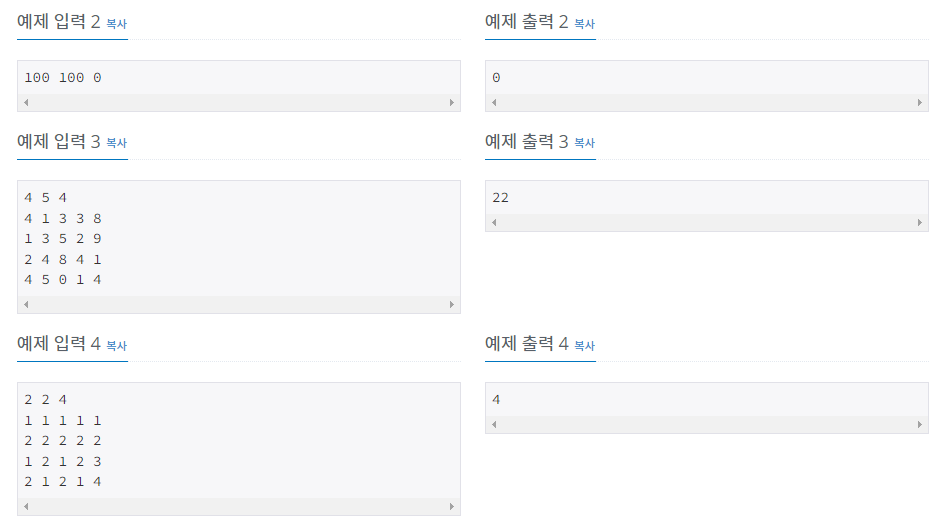 예제 입력 2 복사
100 100 0
예제 출력 2 복사
0
예제 입력 3 복사
4 5 4
4 1 3 3 8
1 3 5 2 9
2 4 8 4 1
4 5 0 1 4
예제 출력 3 복사
22
예제 입력 4 복사
2 2 4
1 1 1 1 1
2 2 2 2 2
1 2 1 2 3
2 1 2 1 4
예제 출력 4 복사
4